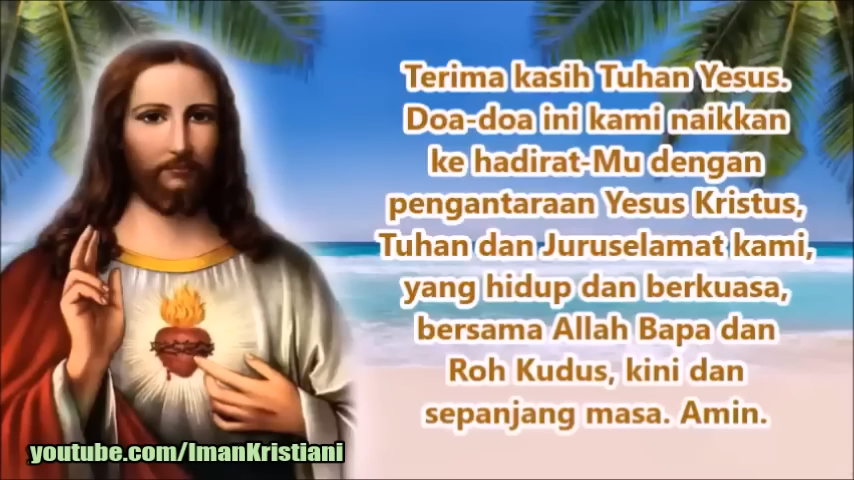 Terima kasih Tuhan Yesus.
Doa-doa ini kami naikkan
ke hadirat-Mu dengan
pengantaraan Yesus Kristus,
Tuhan dan Juruselamat kami,
yang hidup dan berkuasa,
bersama Allah Bapa dan
Roh Kudus, kini dan
sepanjang masa. Amin.
youtube.com/ImanKristiani